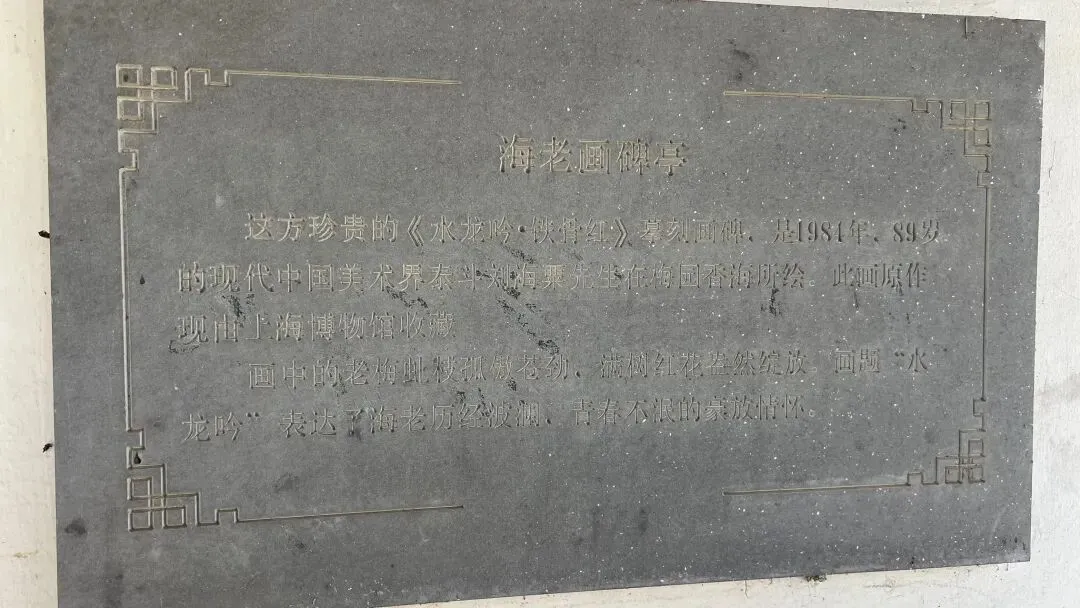 海老画碑亭
这方珍贵的《水龙吟·铁骨红》摹刻画碑，是1984年，89岁
的现代中国美术界泰斗刘海粟先生在梅园香海所绘。此画原作
现由上海博物馆收藏
画中的老梅虬枝孤傲苍劲，满树红花盎然绽放。画题“水
龙吟”表达了海老历经波澜、青春不泯的豪放情怀。